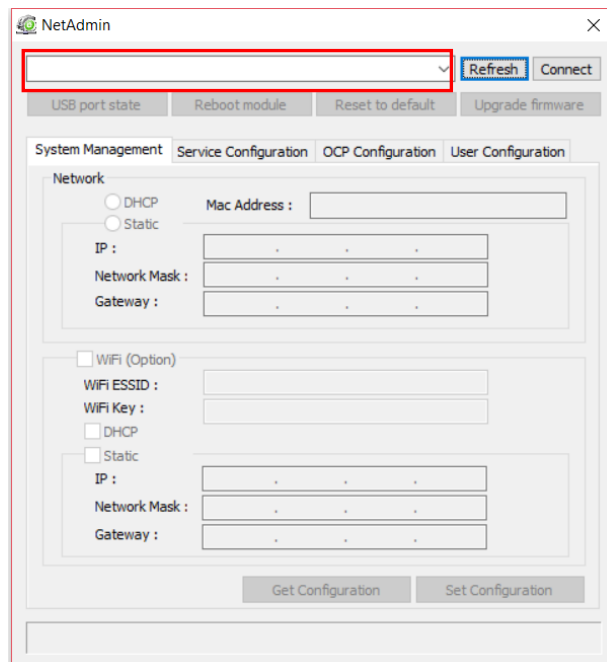 NetAdmin
Refresh Connect
USB port state Reboot module Reset to default Upgrade firmware
System Management Service Configuration OCP Configuration User Configuration
Network
DHCP Mac Address :
Static
IP : . . .
Network Mask : . . .
Gateway : . . .
WiFi (Option)
WiFi ESSID :
WiFi Key :
DHCP
Static
IP : . . .
Network Mask : . . .
Gateway : . . .
Get Configuration Set Configuration